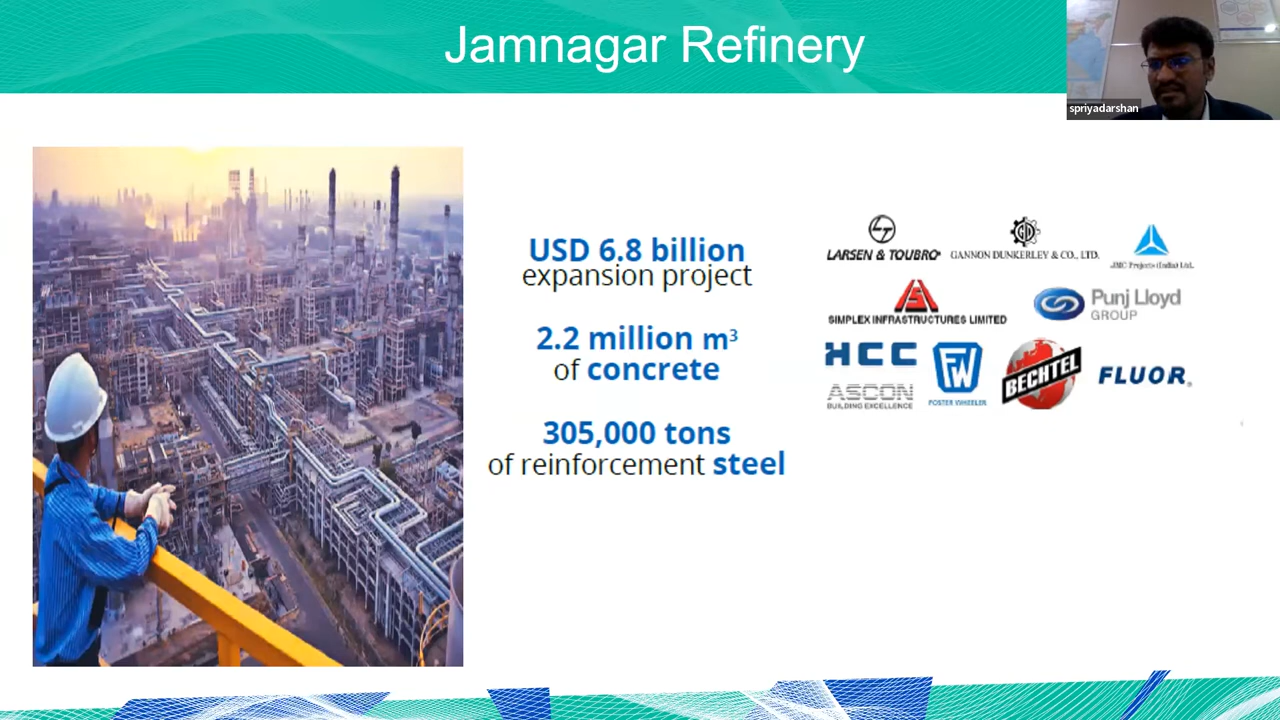 Jamnagar Refinery
spriyadarshan
USD 6.8 billion
expansion project
2.2 million m³
of concrete
305,000 tons
of reinforcement steel
LARSEN & TOUBRO
GANNON DUNKERLEY & CO., LTD.
JMC Projects (India) Ltd.
SIMPLEX INFRASTRUCTURES LIMITED
Punj Lloyd
GROUP
HCC
ASCON
BUILDING EXCELLENCE
FW
FOSTER WHEELER
BECHTEL
FLUOR®